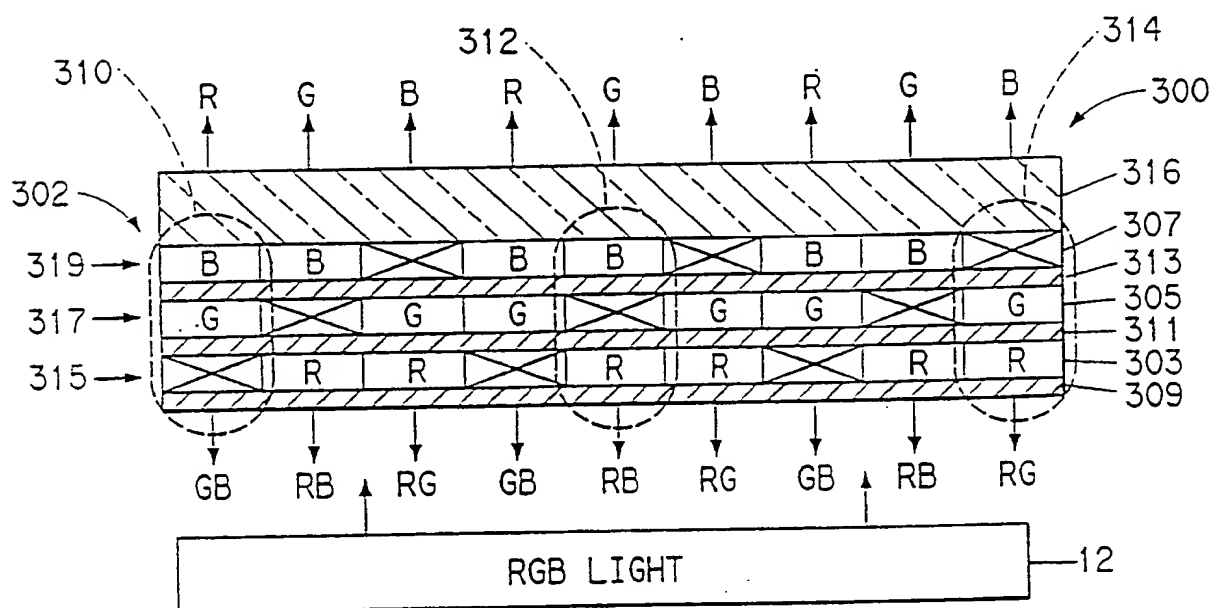 310 312 314
R G B R G B R G B 300
302 316
319 B B B B B B 307
313
317 G G G G G G 305
311
315 R R R R R R 303
309
GB RB RG GB RB RG GB RB RG
RGB LIGHT 12